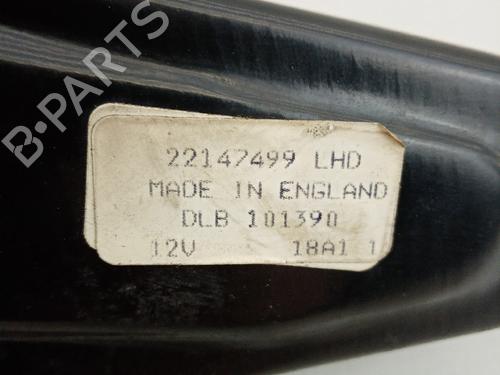 B-PARTS
22147499 LHD
MADE IN ENGLAND
DLB 101390
12V 18A1 1